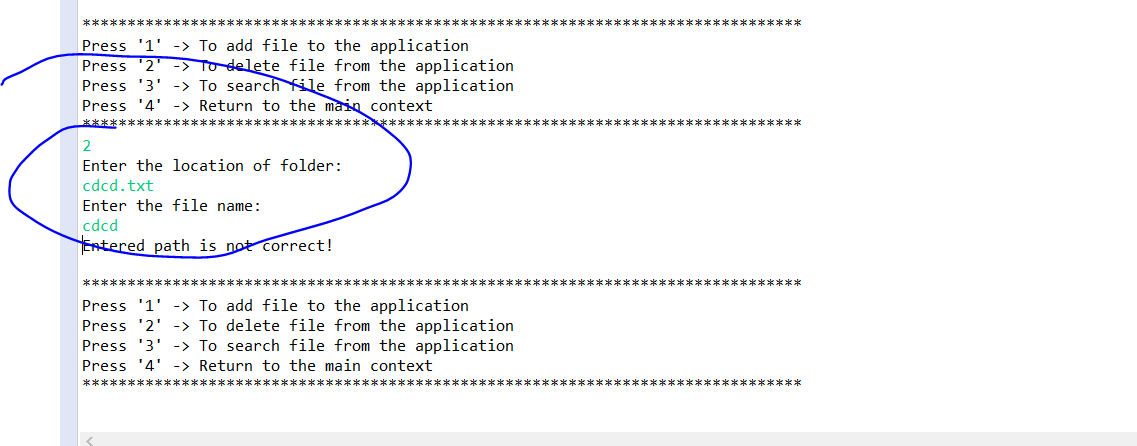 ********************************************************************************
Press '1' -> To add file to the application
Press '2' -> To delete file from the application
Press '3' -> To search file from the application
Press '4' -> Return to the main context
********************************************************************************
2
Enter the location of folder:
cdcd.txt
Enter the file name:
cdcd
Entered path is not correct!
********************************************************************************
Press '1' -> To add file to the application
Press '2' -> To delete file from the application
Press '3' -> To search file from the application
Press '4' -> Return to the main context
********************************************************************************